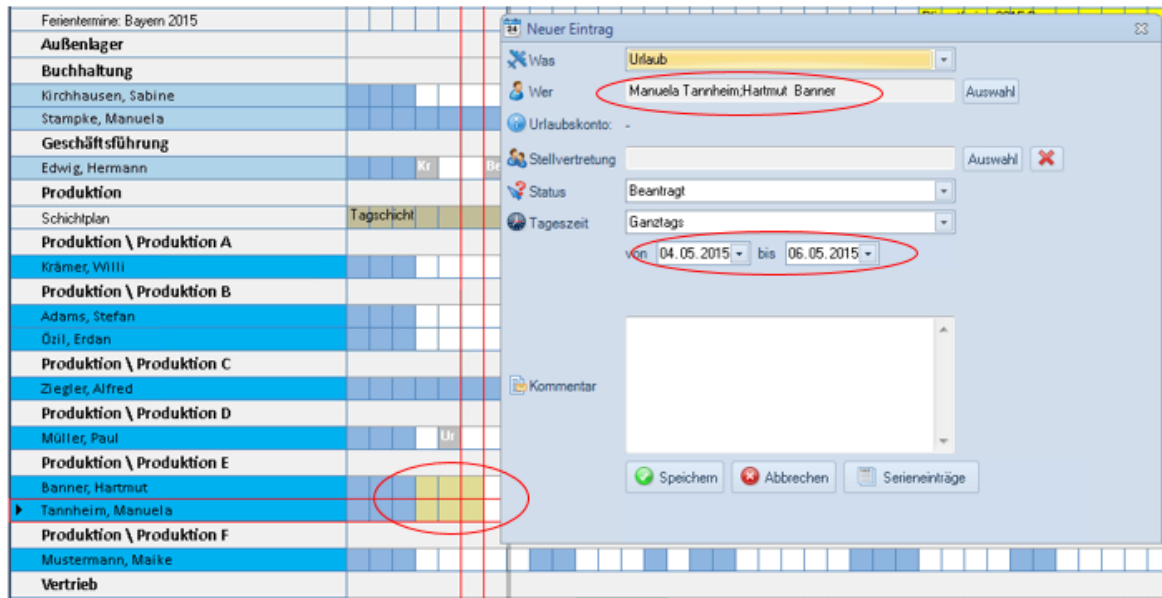 Ferientermine: Bayern 2015
Außenlager
Buchhaltung
Kirchhausen, Sabine
Stampke, Manuela
Geschäftsführung
Edwig, Hermann
Kr
Be
Produktion
Schichtplan
Tagschicht
Produktion \ Produktion A
Krämer, Willi
Produktion \ Produktion B
Adams, Stefan
Özil, Erdan
Produktion \ Produktion C
Ziegler, Alfred
Produktion \ Produktion D
Müller, Paul
Ur
Produktion \ Produktion E
Banner, Hartmut
Tannheim, Manuela
Produktion \ Produktion F
Mustermann, Maike
Vertrieb
24 Neuer Eintrag
Was Urlaub
Wer Manuela Tannheim;Hartmut Banner Auswahl
Urlaubskonto: -
Stellvertretung Auswahl
Status Beantragt
Tageszeit Ganztags
von 04.05.2015 bis 06.05.2015
Kommentar
Speichern Abbrechen Serieneinträge